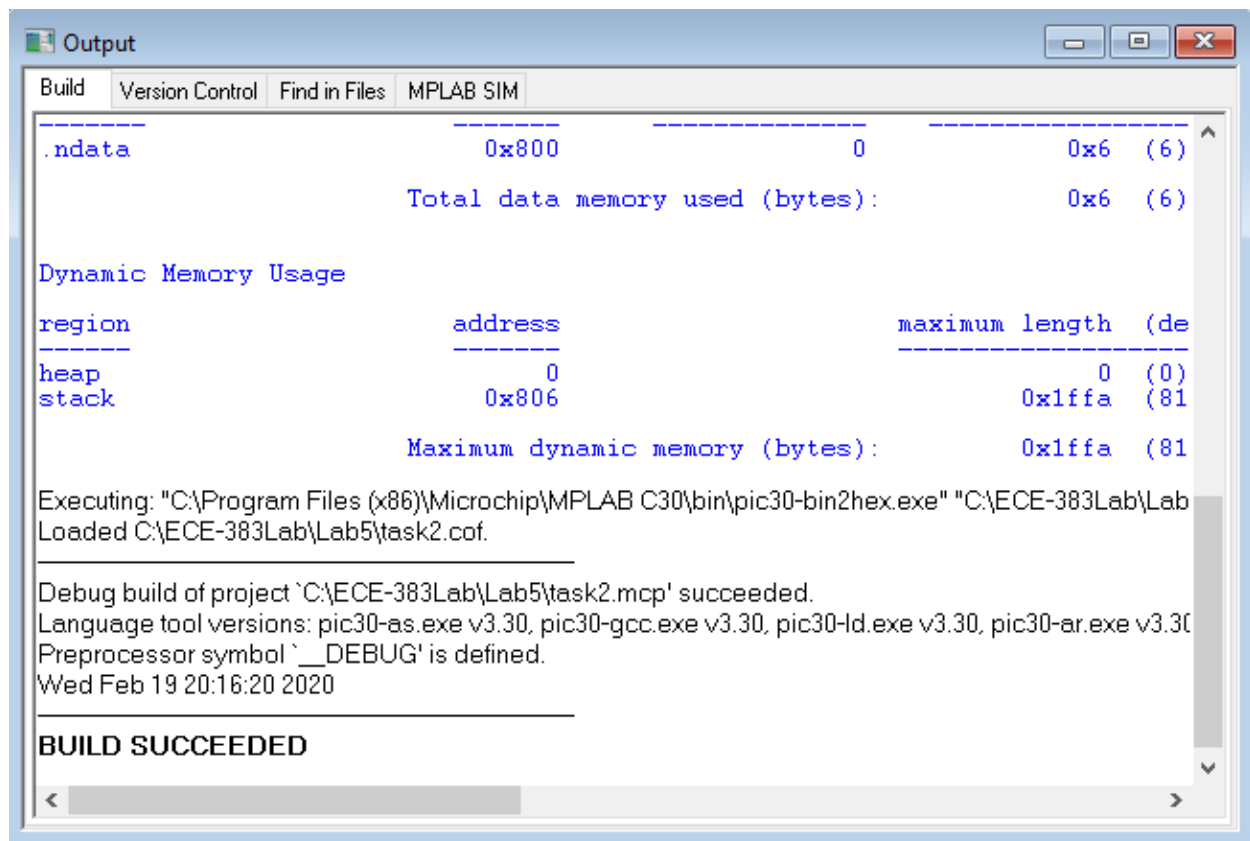 Output
Build Version Control Find in Files MPLAB SIM
------- ------- -------------- -----------------
.ndata 0x800 0 0x6 (6)
Total data memory used (bytes): 0x6 (6)
Dynamic Memory Usage
region address maximum length (de
------ ------- -------------------
heap 0 0 (0)
stack 0x806 0x1ffa (81
Maximum dynamic memory (bytes): 0x1ffa (81
Executing: "C:\Program Files (x86)\Microchip\MPLAB C30\bin\pic30-bin2hex.exe" "C:\ECE-383Lab\Lab
Loaded C:\ECE-383Lab\Lab5\task2.cof.
Debug build of project `C:\ECE-383Lab\Lab5\task2.mcp' succeeded.
Language tool versions: pic30-as.exe v3.30, pic30-gcc.exe v3.30, pic30-ld.exe v3.30, pic30-ar.exe v3.30
Preprocessor symbol `__DEBUG' is defined.
Wed Feb 19 20:16:20 2020
BUILD SUCCEEDED